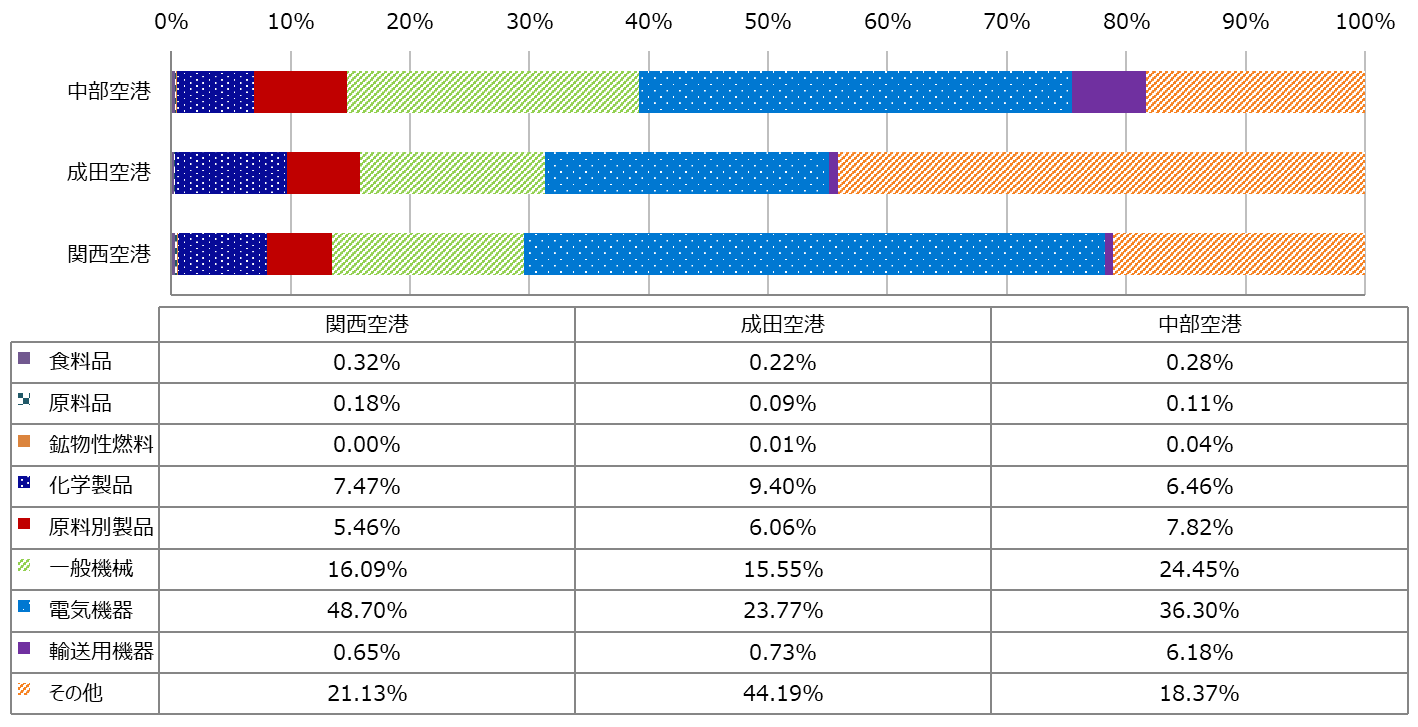 0% 10% 20% 30% 40% 50% 60% 70% 80% 90% 100%
中部空港
成田空港
関西空港
関西空港 成田空港 中部空港
食料品 0.32% 0.22% 0.28%
原料品 0.18% 0.09% 0.11%
鉱物性燃料 0.00% 0.01% 0.04%
化学製品 7.47% 9.40% 6.46%
原料別製品 5.46% 6.06% 7.82%
一般機械 16.09% 15.55% 24.45%
電気機器 48.70% 23.77% 36.30%
輸送用機器 0.65% 0.73% 6.18%
その他 21.13% 44.19% 18.37%